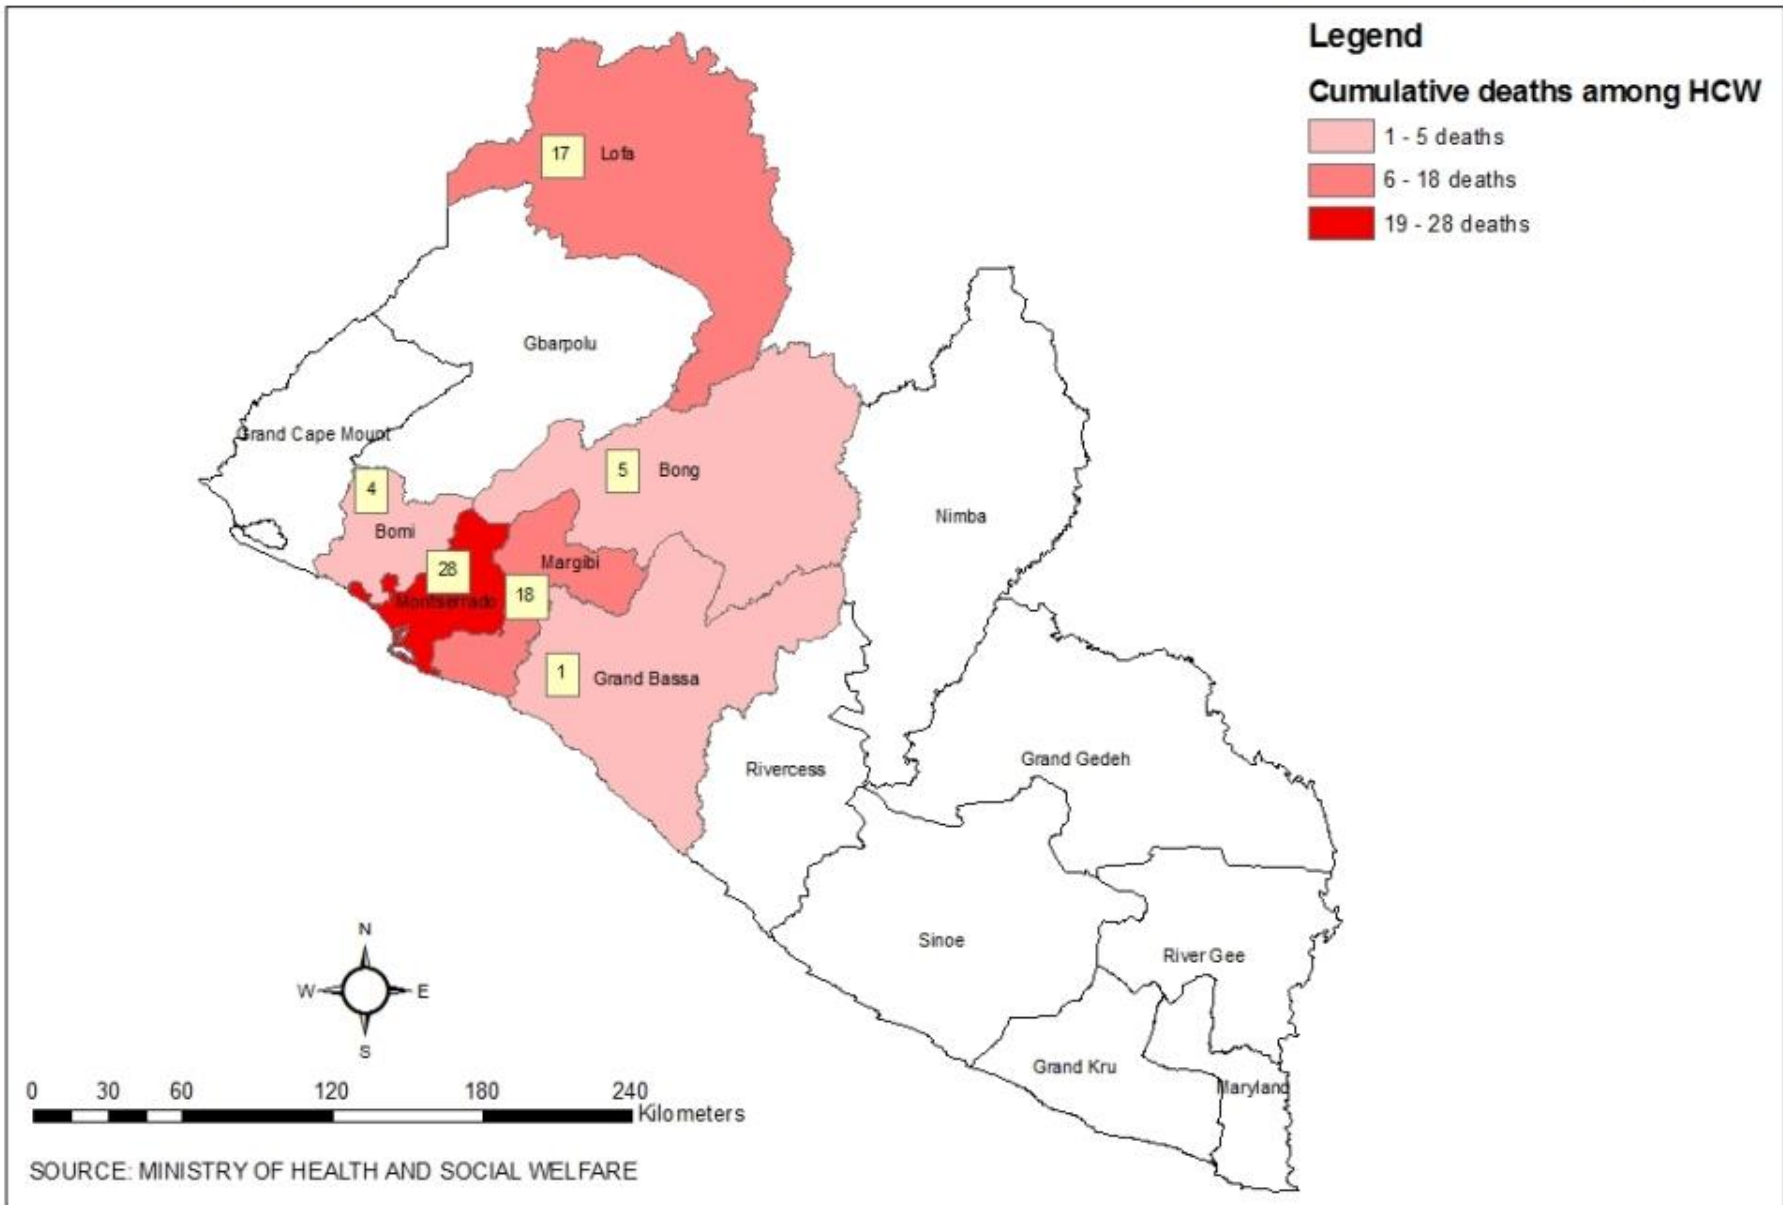 Legend
Cumulative deaths among HCW
1 - 5 deaths
6 - 18 deaths
19 - 28 deaths
17
Lofa
Gbarpolu
Grand Cape Mount
4
Bomi
5
Bong
Nimba
28
Montserrado
Margibi
18
1
Grand Bassa
Rivercess
Grand Gedeh
Sinoe
River Gee
Grand Kru
Maryland
N
W
E
S
0 30 60 120 180 240
Kilometers
SOURCE: MINISTRY OF HEALTH AND SOCIAL WELFARE